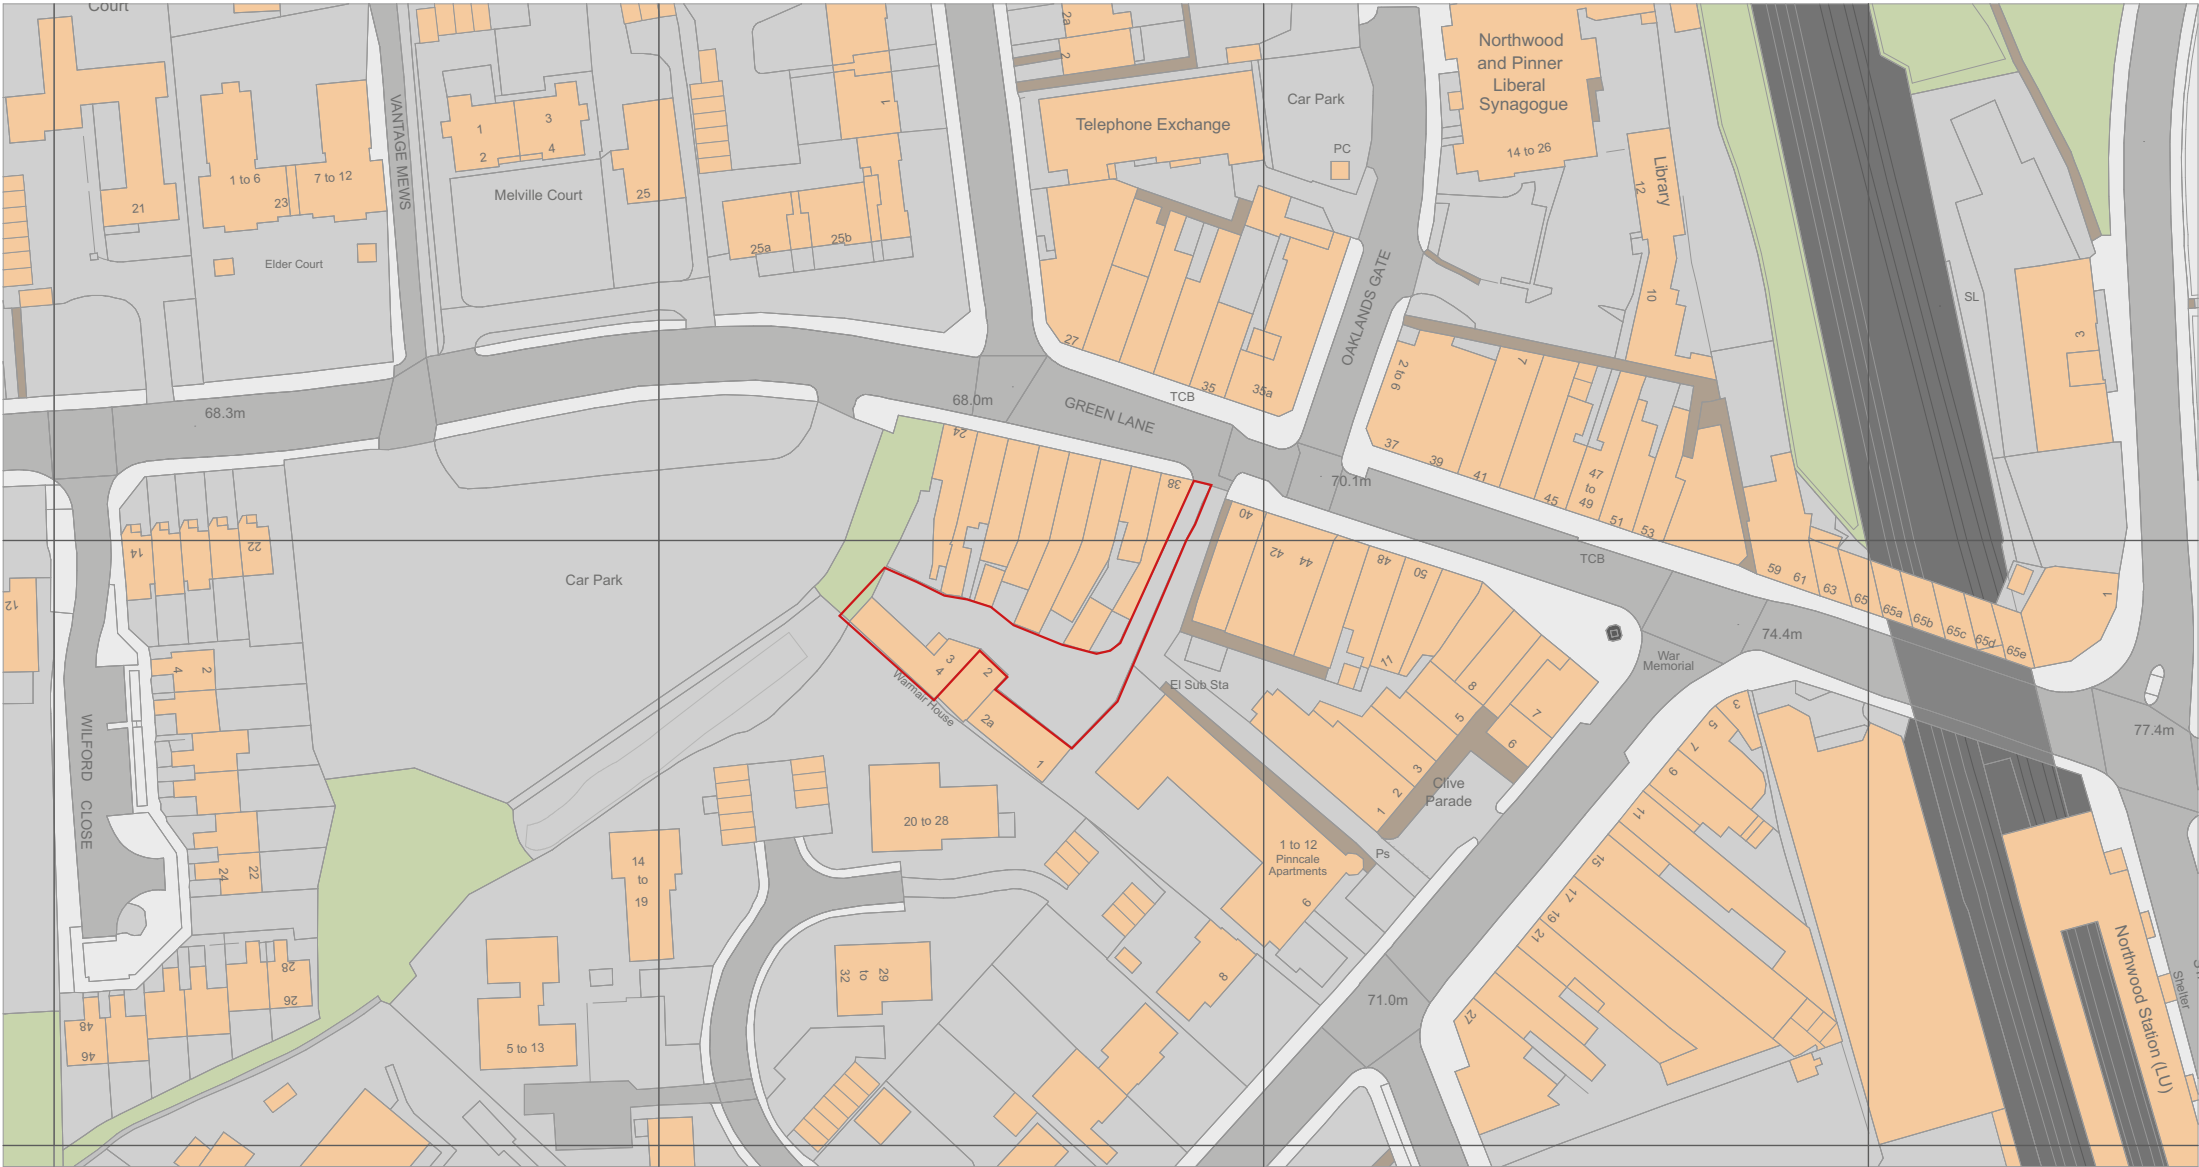 Court
2a
2
Northwood
and Pinner
Liberal
Synagogue
14 to 26
Car Park
PC
Telephone Exchange
VANTAGE MEWS
1
2
3
4
1
Melville Court
25
25a
25b
21
1 to 6
23
7 to 12
Elder Court
Library
12
10
SL
3
OAKLANDS GATE
27
35
35a
TCB
2 to 6
7
68.3m
68.0m
GREEN LANE
24
38
70.1m
37
39
41
45
47
to
49
51
53
TCB
59
61
63
65
65a
65b
65c
65d
65e
1
40
42
44
48
50
11
14
22
12
Car Park
74.4m
War
Memorial
77.4m
4
2
3
4
2
2a
1
Warmair House
El Sub Sta
8
5
7
6
3
2
1
Clive
Parade
3
5
7
9
11
15
17
19
21
27
WILFORD CLOSE
20 to 28
14
to
19
1 to 12
Pinncale
Apartments
Ps
9
24
22
28
26
48
46
32
to
29
8
5 to 13
71.0m
Northwood Station (LU)
Shelter